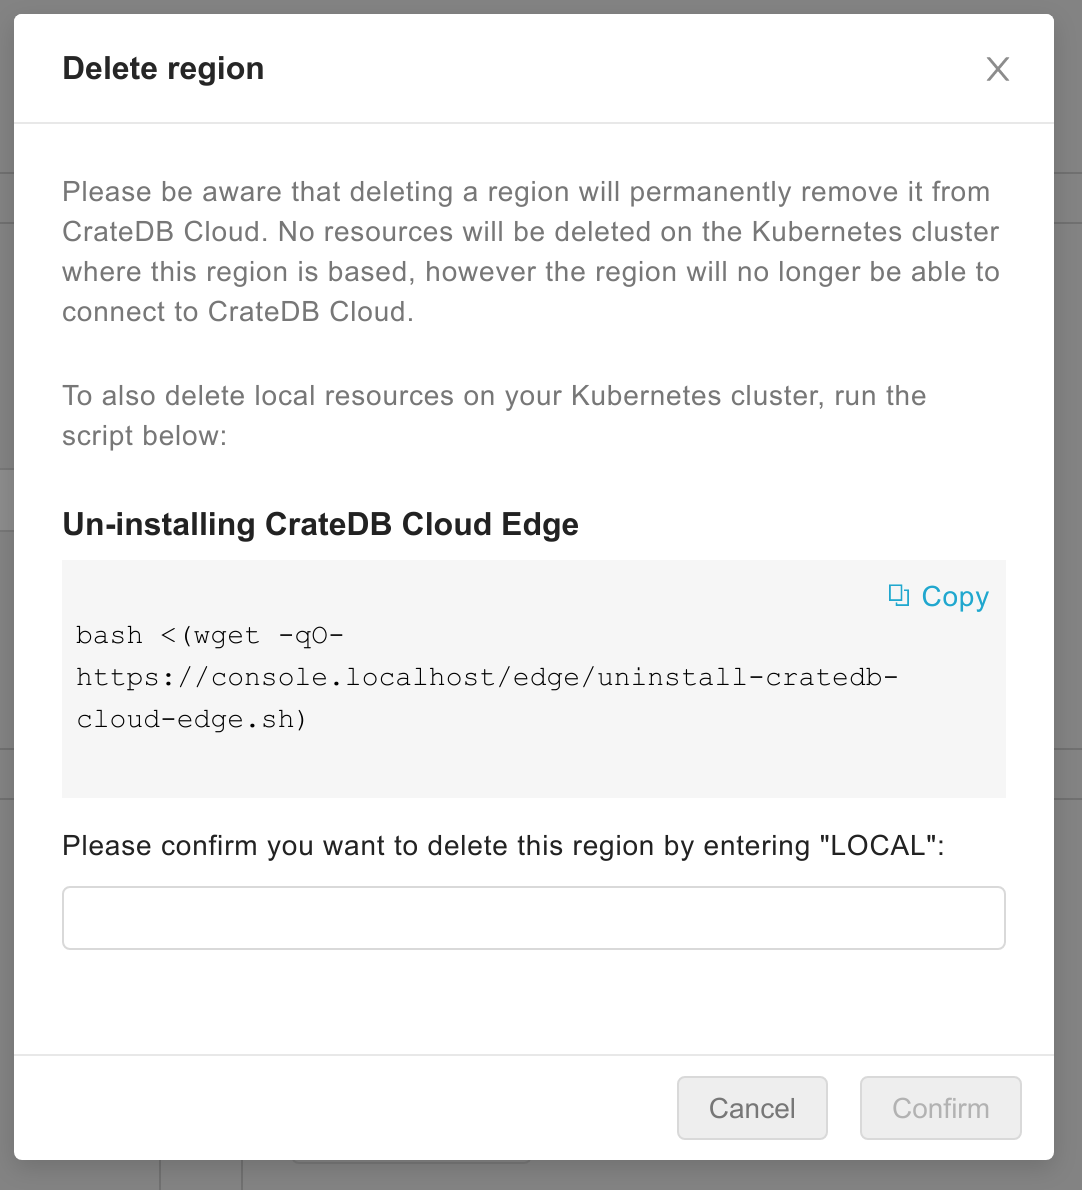 Delete region
X
Please be aware that deleting a region will permanently remove it from
CrateDB Cloud. No resources will be deleted on the Kubernetes cluster
where this region is based, however the region will no longer be able to
connect to CrateDB Cloud.
To also delete local resources on your Kubernetes cluster, run the
script below:
Un-installing CrateDB Cloud Edge
Copy
bash <(wget -qO-
https://console.localhost/edge/uninstall-cratedb-
cloud-edge.sh)
Please confirm you want to delete this region by entering "LOCAL":
Cancel
Confirm